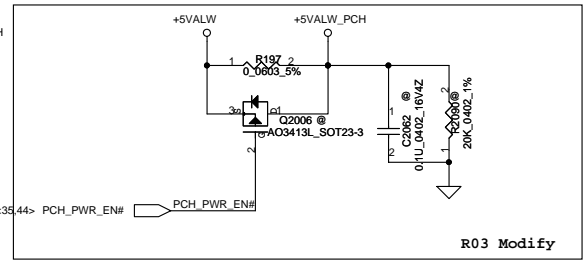 H
+5VALW
+5VALW_PCH
1
R197
2
0_0603_5%
3
S
D
1
Q2006 @
AO3413L_SOT23-3
G
2
1
2
C2062 @
0.1U_0402_16V4Z
2
1
R2090@
20K_0402_1%
:35,44> PCH_PWR_EN#
PCH_PWR_EN#
R03 Modify